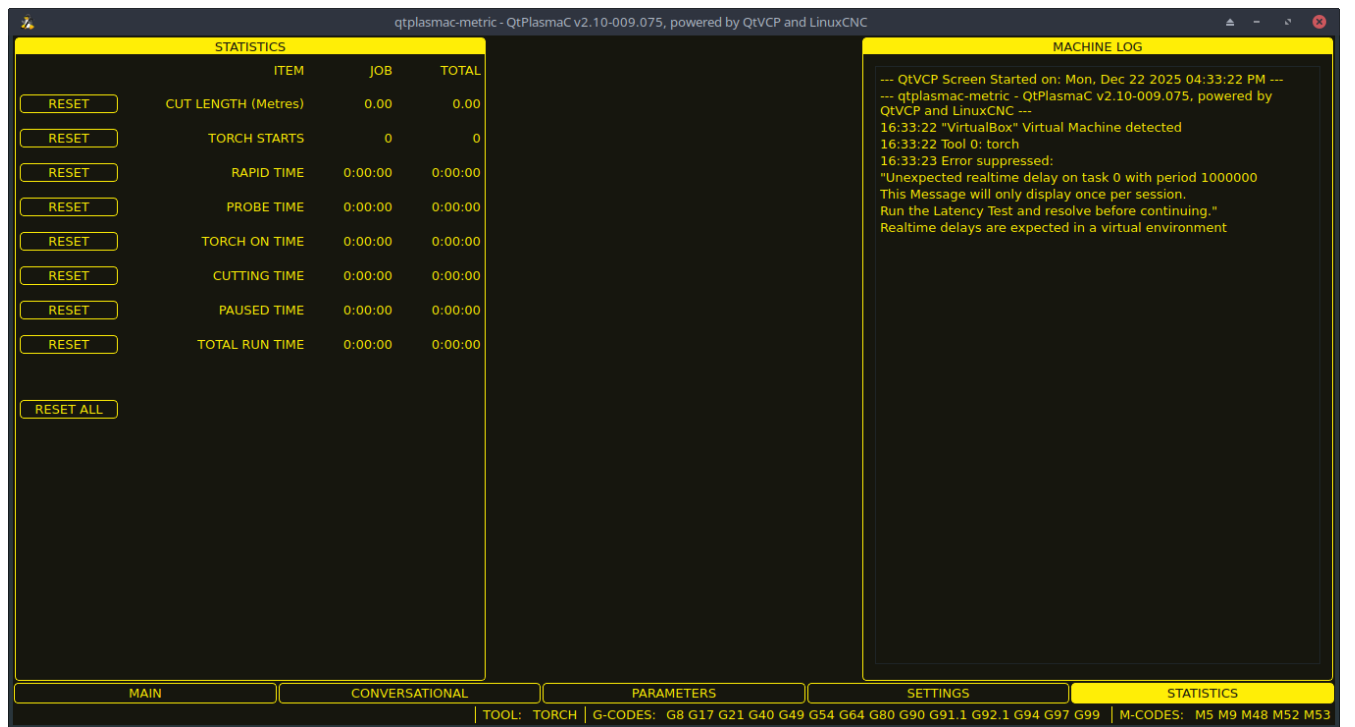 qtplasmac-metric - QtPlasmaC v2.10-009.075, powered by QtVCP and LinuxCNC
STATISTICS
ITEM JOB TOTAL
RESET CUT LENGTH (Metres) 0.00 0.00
RESET TORCH STARTS 0 0
RESET RAPID TIME 0:00:00 0:00:00
RESET PROBE TIME 0:00:00 0:00:00
RESET TORCH ON TIME 0:00:00 0:00:00
RESET CUTTING TIME 0:00:00 0:00:00
RESET PAUSED TIME 0:00:00 0:00:00
RESET TOTAL RUN TIME 0:00:00 0:00:00
RESET ALL
MACHINE LOG
--- QtVCP Screen Started on: Mon, Dec 22 2025 04:33:22 PM ---
--- qtplasmac-metric - QtPlasmaC v2.10-009.075, powered by
QtVCP and LinuxCNC ---
16:33:22 "VirtualBox" Virtual Machine detected
16:33:22 Tool 0: torch
16:33:23 Error suppressed:
"Unexpected realtime delay on task 0 with period 1000000
This Message will only display once per session.
Run the Latency Test and resolve before continuing."
Realtime delays are expected in a virtual environment
MAIN CONVERSATIONAL PARAMETERS SETTINGS STATISTICS
TOOL: TORCH G-CODES: G8 G17 G21 G40 G49 G54 G64 G80 G90 G91.1 G92.1 G94 G97 G99 M-CODES: M5 M9 M48 M52 M53